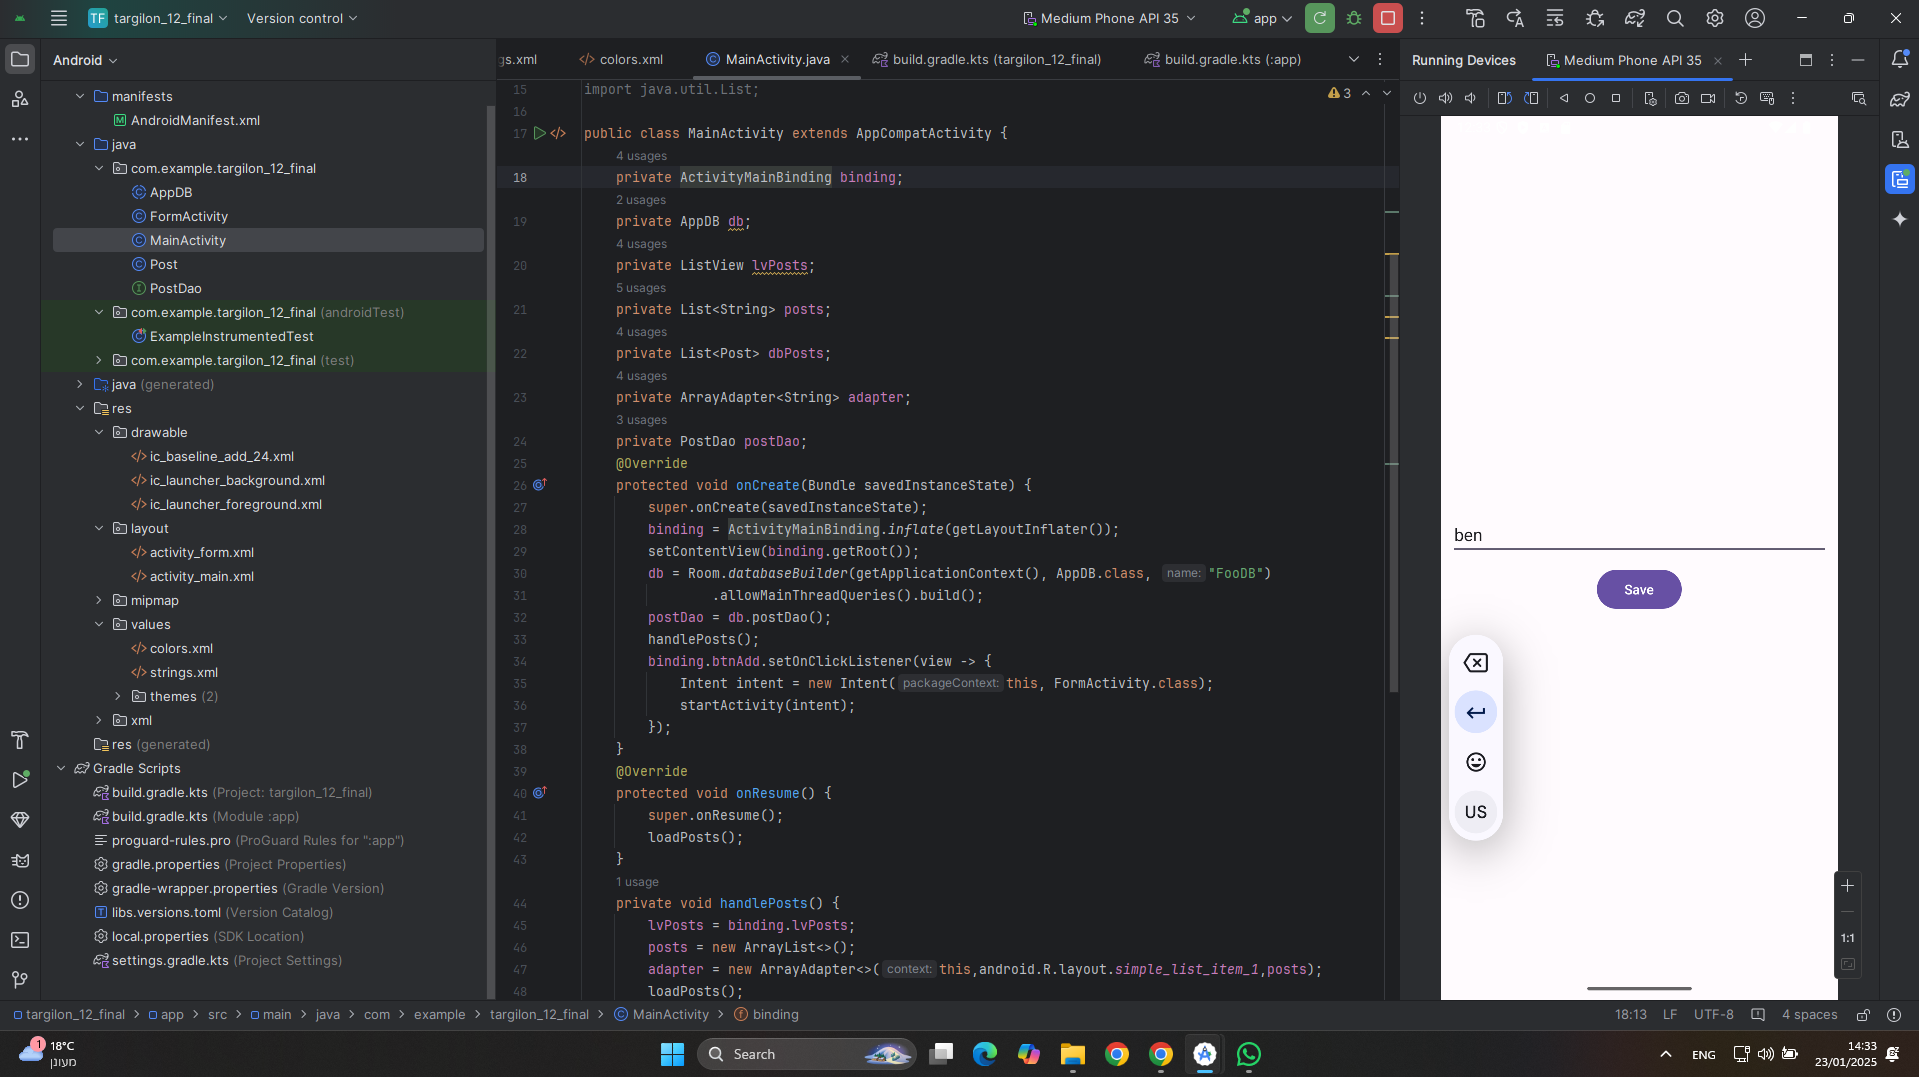 TF targilon_12_final Version control Medium Phone API 35 app
Android
manifests
AndroidManifest.xml
java
com.example.targilon_12_final
AppDB
FormActivity
MainActivity
Post
PostDao
com.example.targilon_12_final (androidTest)
ExampleInstrumentedTest
com.example.targilon_12_final (test)
java (generated)
res
drawable
ic_baseline_add_24.xml
ic_launcher_background.xml
ic_launcher_foreground.xml
layout
activity_form.xml
activity_main.xml
mipmap
values
colors.xml
strings.xml
themes (2)
xml
res (generated)
Gradle Scripts
build.gradle.kts (Project: targilon_12_final)
build.gradle.kts (Module :app)
proguard-rules.pro (ProGuard Rules for ":app")
gradle.properties (Project Properties)
gradle-wrapper.properties (Gradle Version)
libs.versions.toml (Version Catalog)
local.properties (SDK Location)
settings.gradle.kts (Project Settings)
gs.xml colors.xml MainActivity.java build.gradle.kts (targilon_12_final) build.gradle.kts (:app)
3
15 import java.util.List;
16
17 public class MainActivity extends AppCompatActivity {
4 usages
18 private ActivityMainBinding binding;
2 usages
19 private AppDB db;
4 usages
20 private ListView lvPosts;
5 usages
21 private List<String> posts;
4 usages
22 private List<Post> dbPosts;
4 usages
23 private ArrayAdapter<String> adapter;
3 usages
24 private PostDao postDao;
25 @Override
26 protected void onCreate(Bundle savedInstanceState) {
27 super.onCreate(savedInstanceState);
28 binding = ActivityMainBinding.inflate(getLayoutInflater());
29 setContentView(binding.getRoot());
30 db = Room.databaseBuilder(getApplicationContext(), AppDB.class, name: "FooDB")
31 .allowMainThreadQueries().build();
32 postDao = db.postDao();
33 handlePosts();
34 binding.btnAdd.setOnClickListener(view -> {
35 Intent intent = new Intent( packageContext: this, FormActivity.class);
36 startActivity(intent);
37 });
38 }
39 @Override
40 protected void onResume() {
41 super.onResume();
42 loadPosts();
43 }
1 usage
44 private void handlePosts() {
45 lvPosts = binding.lvPosts;
46 posts = new ArrayList<>();
47 adapter = new ArrayAdapter<>( context: this,android.R.layout.simple_list_item_1,posts);
48 loadPosts();
Running Devices Medium Phone API 35
ben
Save
US
1:1
targilon_12_final > app > src > main > java > com > example > targilon_12_final > MainActivity > binding
18:13 LF UTF-8 4 spaces
1
18°C
מעונן
Search
ENG
14:33
23/01/2025